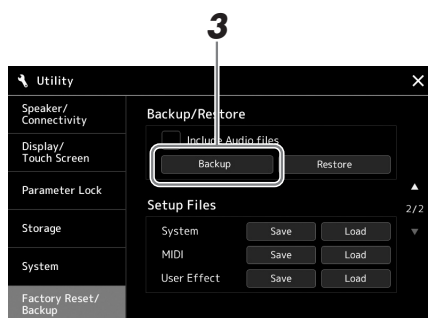 3
Utility
Speaker/
Connectivity
Display/
Touch Screen
Parameter Lock
Storage
System
Factory Reset/
Backup
Backup/Restore
Include Audio files
Backup Restore
Setup Files
System Save Load
MIDI Save Load
User Effect Save Load
2/2